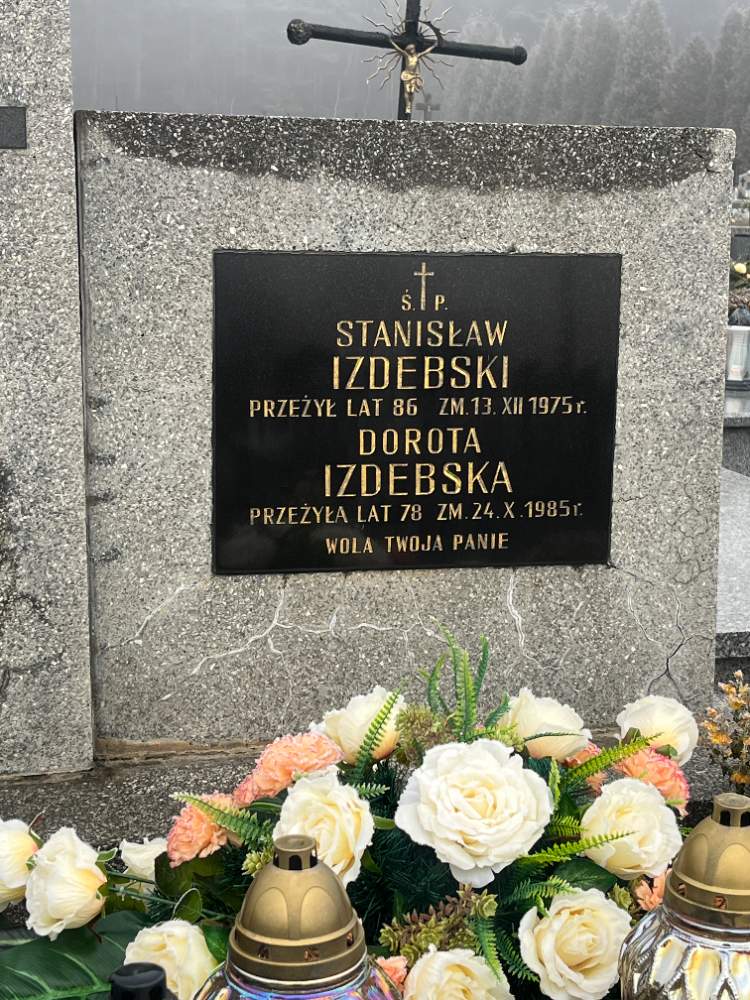 Ś. P.
STANISŁAW
IZDEBSKI
PRZEŻYŁ LAT 86 ZM. 13. XII 1975 r.
DOROTA
IZDEBSKA
PRZEŻYŁA LAT 78 ZM. 24. X. 1985 r.
WOLA TWOJA PANIE